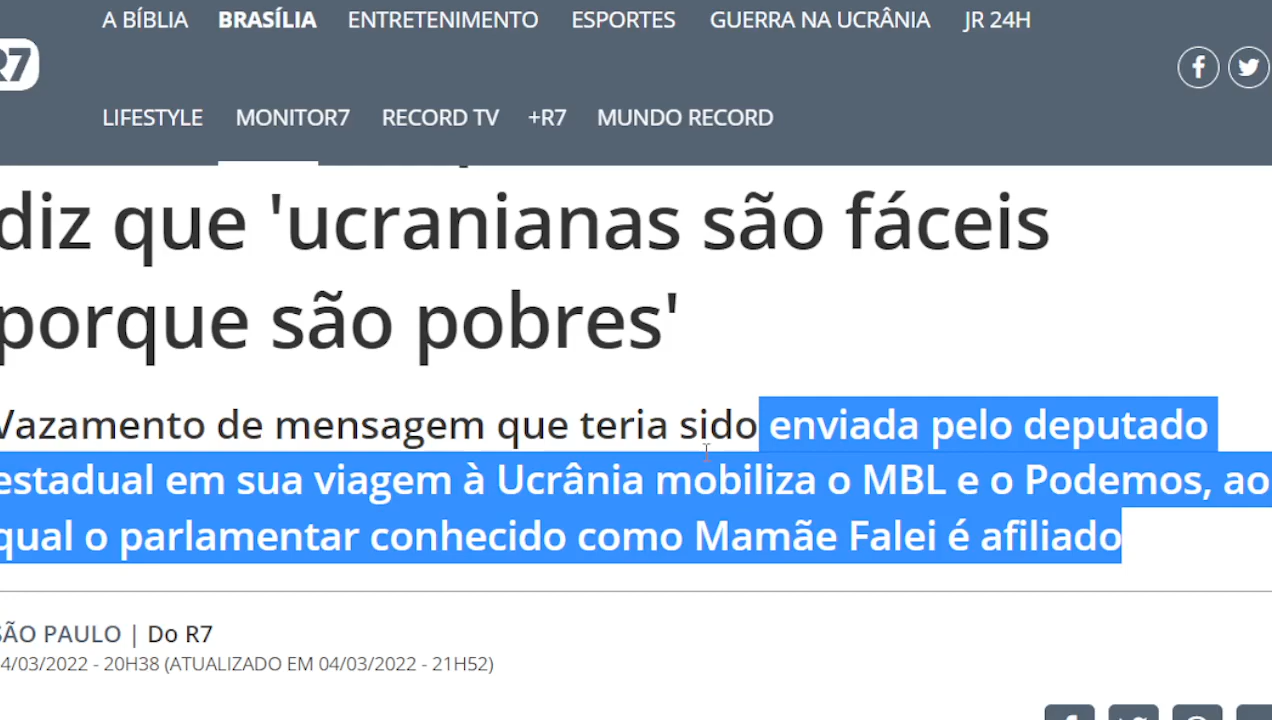 A BÍBLIA BRASÍLIA ENTRETENIMENTO ESPORTES GUERRA NA UCRÂNIA JR 24H
R7
LIFESTYLE MONITOR7 RECORD TV +R7 MUNDO RECORD
diz que 'ucranianas são fáceis
porque são pobres'
Vazamento de mensagem que teria sido enviada pelo deputado
estadual em sua viagem à Ucrânia mobiliza o MBL e o Podemos, ao
qual o parlamentar conhecido como Mamãe Falei é afiliado
SÃO PAULO | Do R7
4/03/2022 - 20H38 (ATUALIZADO EM 04/03/2022 - 21H52)